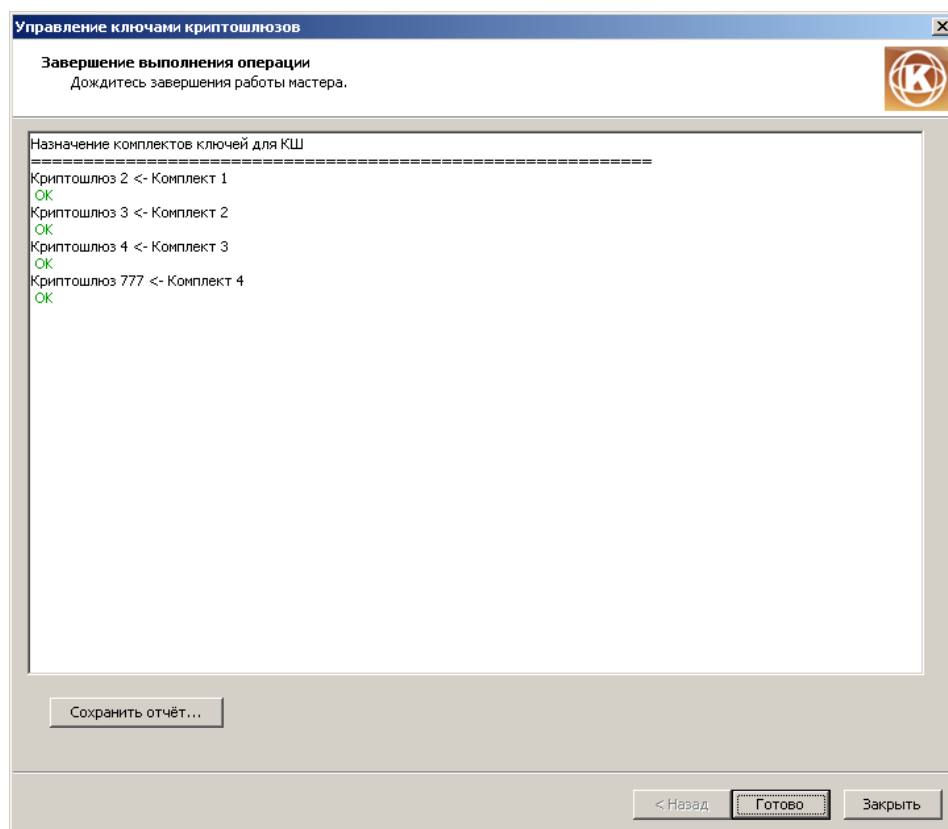 Управление ключами криптошлюзов
Завершение выполнения операции
Дождитесь завершения работы мастера.
K
Назначение комплектов ключей для КШ
===========================================================
Криптошлюз 2 <- Комплект 1
OK
Криптошлюз 3 <- Комплект 2
OK
Криптошлюз 4 <- Комплект 3
OK
Криптошлюз 777 <- Комплект 4
OK
Сохранить отчёт...
< Назад
Готово
Закрыть